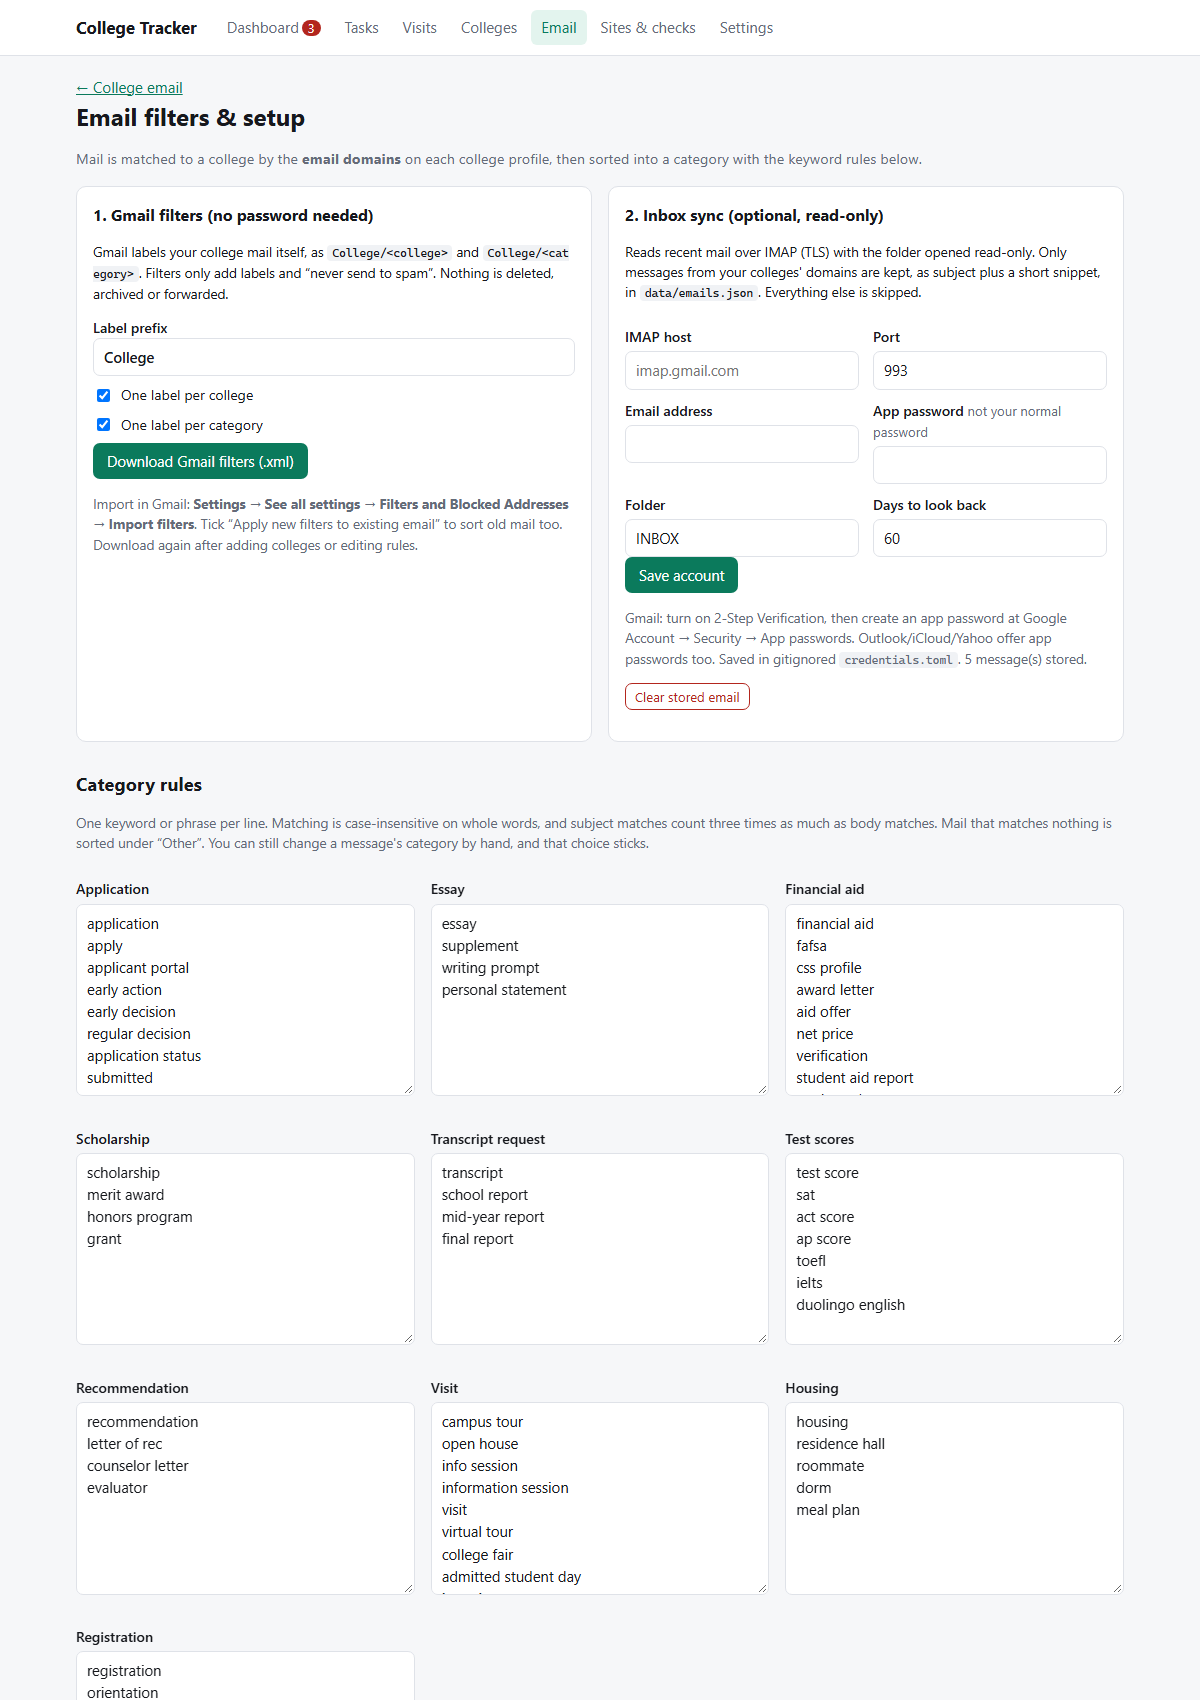 College Tracker
Dashboard 3
Tasks
Visits
Colleges
Email
Sites & checks
Settings
← College email
Email filters & setup
Mail is matched to a college by the email domains on each college profile, then sorted into a category with the keyword rules below.
1. Gmail filters (no password needed)
Gmail labels your college mail itself, as College/<college> and College/<cat
egory>. Filters only add labels and “never send to spam”. Nothing is deleted,
archived or forwarded.
Label prefix
College
One label per college
One label per category
Download Gmail filters (.xml)
Import in Gmail: Settings → See all settings → Filters and Blocked Addresses
→ Import filters. Tick “Apply new filters to existing email” to sort old mail too.
Download again after adding colleges or editing rules.
2. Inbox sync (optional, read-only)
Reads recent mail over IMAP (TLS) with the folder opened read-only. Only
messages from your colleges' domains are kept, as subject plus a short snippet,
in data/emails.json. Everything else is skipped.
IMAP host
imap.gmail.com
Port
993
Email address
App password not your normal
password
Folder
INBOX
Days to look back
60
Save account
Gmail: turn on 2-Step Verification, then create an app password at Google
Account → Security → App passwords. Outlook/iCloud/Yahoo offer app
passwords too. Saved in gitignored credentials.toml. 5 message(s) stored.
Clear stored email
Category rules
One keyword or phrase per line. Matching is case-insensitive on whole words, and subject matches count three times as much as body matches. Mail that matches nothing is
sorted under “Other”. You can still change a message's category by hand, and that choice sticks.
Application
application
apply
applicant portal
early action
early decision
regular decision
application status
submitted
Essay
essay
supplement
writing prompt
personal statement
Financial aid
financial aid
fafsa
css profile
award letter
aid offer
net price
verification
student aid report
Scholarship
scholarship
merit award
honors program
grant
Transcript request
transcript
school report
mid-year report
final report
Test scores
test score
sat
act score
ap score
toefl
ielts
duolingo english
Recommendation
recommendation
letter of rec
counselor letter
evaluator
Visit
campus tour
open house
info session
information session
visit
virtual tour
college fair
admitted student day
Housing
housing
residence hall
roommate
dorm
meal plan
Registration
registration
orientation